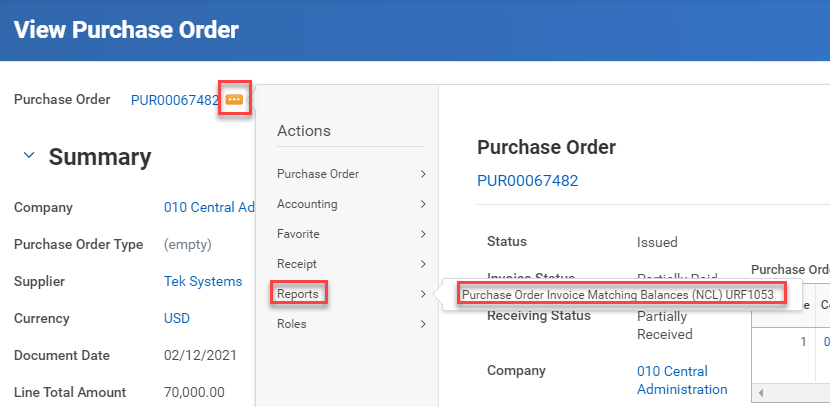 View Purchase Order
Purchase Order PUR00067482
Summary
Company 010 Central Ad
Purchase Order Type (empty)
Supplier Tek Systems
Currency USD
Document Date 02/12/2021
Line Total Amount 70,000.00
Actions
Purchase Order
Accounting
Favorite
Receipt
Reports
Roles
Purchase Order Invoice Matching Balances (NCL) URF1053
Purchase Order
PUR00067482
Status Issued
Invoice Status Partially Paid
Receiving Status Partially
Received
Company 010 Central
Administration
Purchase Orde
e Co
1 0